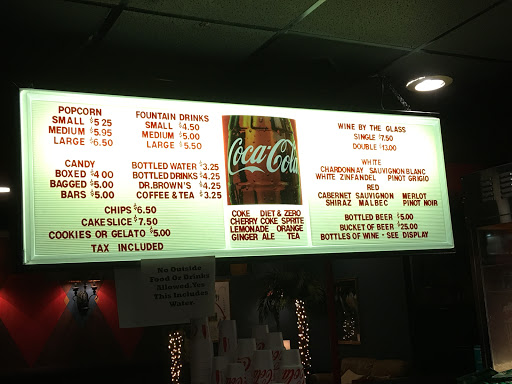 POPCORN
SMALL $5.25
MEDIUM $5.95
LARGE $6.50
CANDY
BOXED $4.00
BAGGED $5.00
BARS $5.00
FOUNTAIN DRINKS
SMALL $4.50
MEDIUM $5.00
LARGE $5.50
BOTTLED WATER $3.25
BOTTLED DRINKS $4.25
DR.BROWN'S $4.25
COFFEE & TEA $3.25
CHIPS $6.50
CAKESLICE $7.50
COOKIES OR GELATO $5.00
TAX INCLUDED
Coca-Cola
COKE DIET & ZERO
CHERRY COKE SPRITE
LEMONADE ORANGE
GINGER ALE TEA
WINE BY THE GLASS
SINGLE $7.50
DOUBLE $13.00
WHITE
CHARDONNAY SAUVIGNON BLANC
WHITE ZINFANDEL PINOT GRIGIO
RED
CABERNET SAUVIGNON MERLOT
SHIRAZ MALBEC PINOT NOIR
BOTTLED BEER $5.00
BUCKET OF BEER $25.00
BOTTLES OF WINE - SEE DISPLAY
No Outside
Food Or Drinks
Allowed.Yes
This Includes
Water.